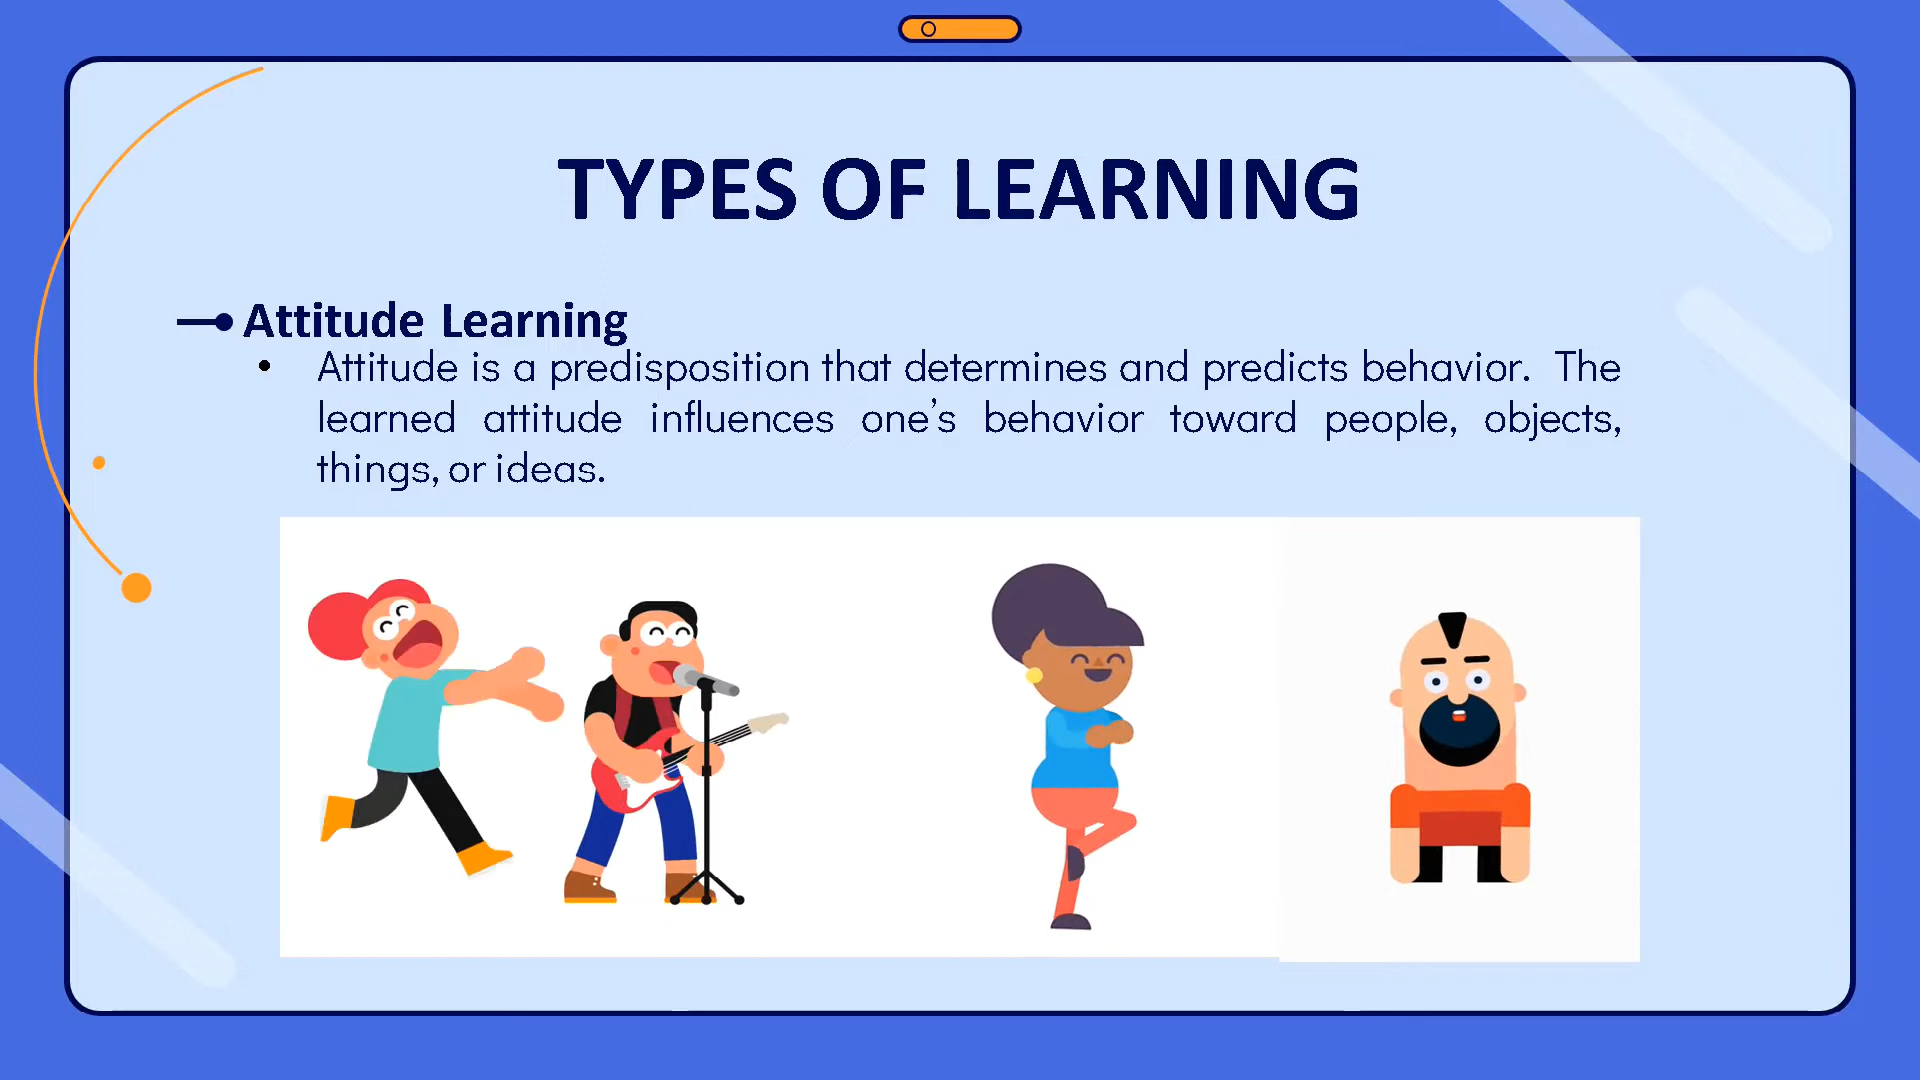 TYPES OF LEARNING
Attitude Learning
• Attitude is a predisposition that determines and predicts behavior. The
learned attitude influences one’s behavior toward people, objects,
things, or ideas.